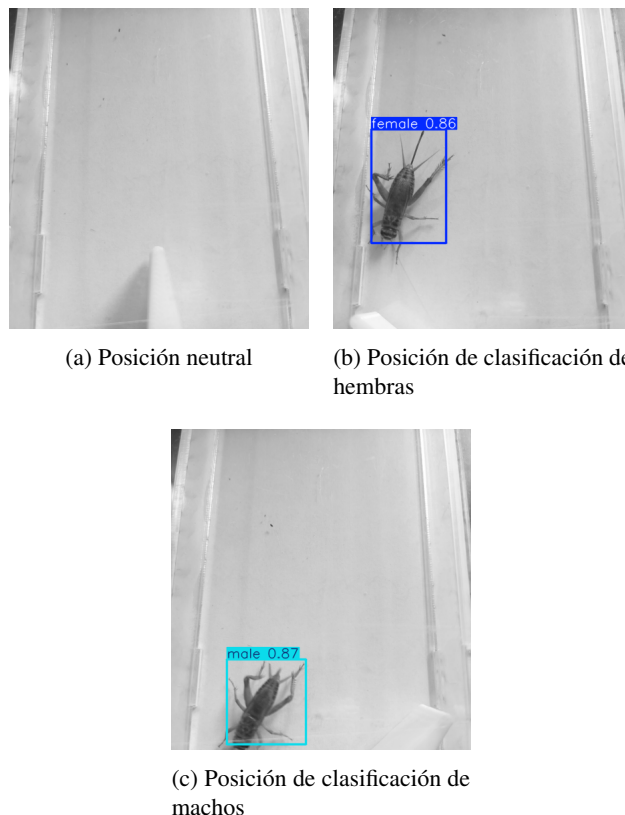 female 0.86
(a) Posición neutral
(b) Posición de clasificación de
hembras
male 0.87
(c) Posición de clasificación de
machos